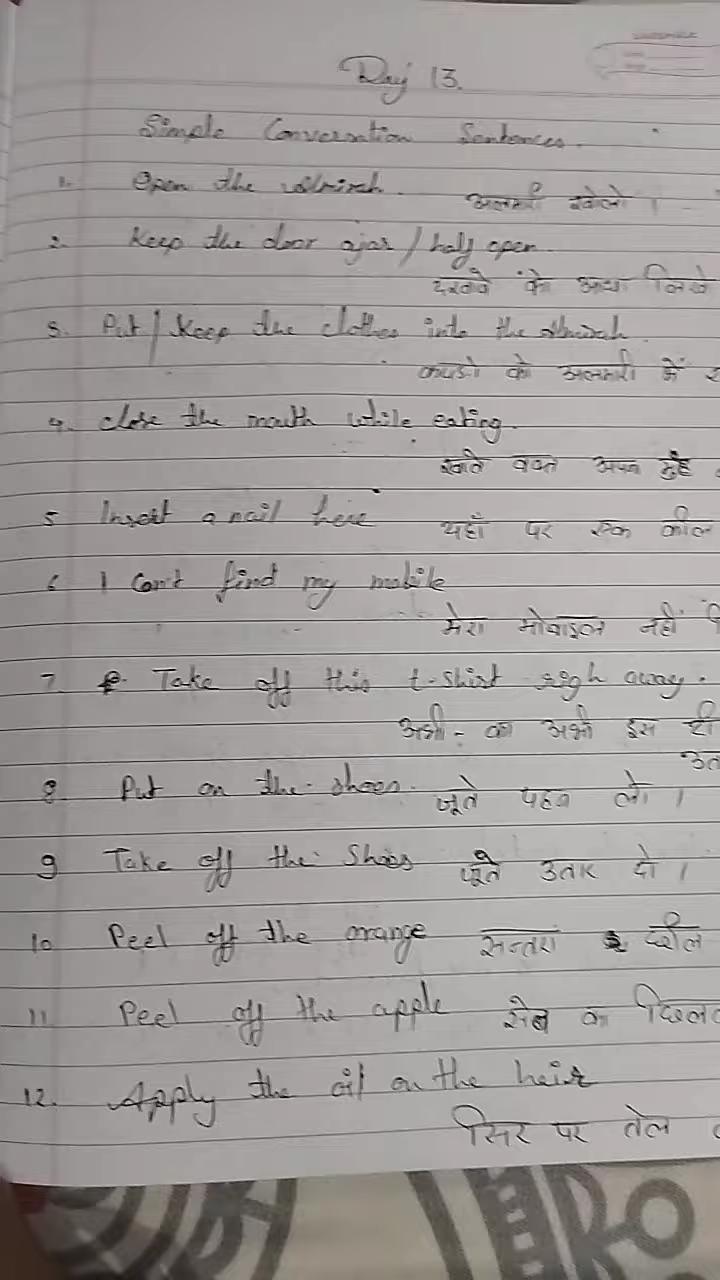 Day 13.
Simple Conversation Sentences.
1. Open the almirah.
अलमारी खोलो ।
2. Keep the door ajar / half open.
को आधा
3. Put / Keep the clothes into the almirah.
कपडो को अलमारी में
4. Close the mouth while eating.
खाते वक्त अपन मुँह
5 Insert a nail here
यहाँ पर एक कील
6 I Can't find my mobile
मेरा मोबाइल नहीं
7 Take off this t-shirt righ away.
अभी - का अभी इस टी
उत
8 Put on the shoes.
जूते पहन लो ।
9 Take off the Shoes जूते उतार दो ।
10 Peel off the orange सन्तरा छील
11 Peel off the apple सेब का छिल
12. Apply the oil on the heir
सिर पर तेल